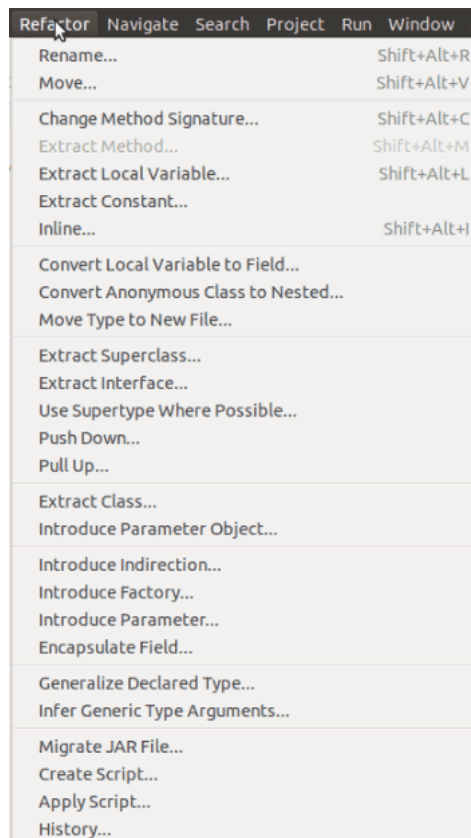 Refactor Navigate Search Project Run Window
Rename... Shift+Alt+R
Move... Shift+Alt+V
Change Method Signature... Shift+Alt+C
Extract Method... Shift+Alt+M
Extract Local Variable... Shift+Alt+L
Extract Constant...
Inline... Shift+Alt+I
Convert Local Variable to Field...
Convert Anonymous Class to Nested...
Move Type to New File...
Extract Superclass...
Extract Interface...
Use Supertype Where Possible...
Push Down...
Pull Up...
Extract Class...
Introduce Parameter Object...
Introduce Indirection...
Introduce Factory...
Introduce Parameter...
Encapsulate Field...
Generalize Declared Type...
Infer Generic Type Arguments...
Migrate JAR File...
Create Script...
Apply Script...
History...